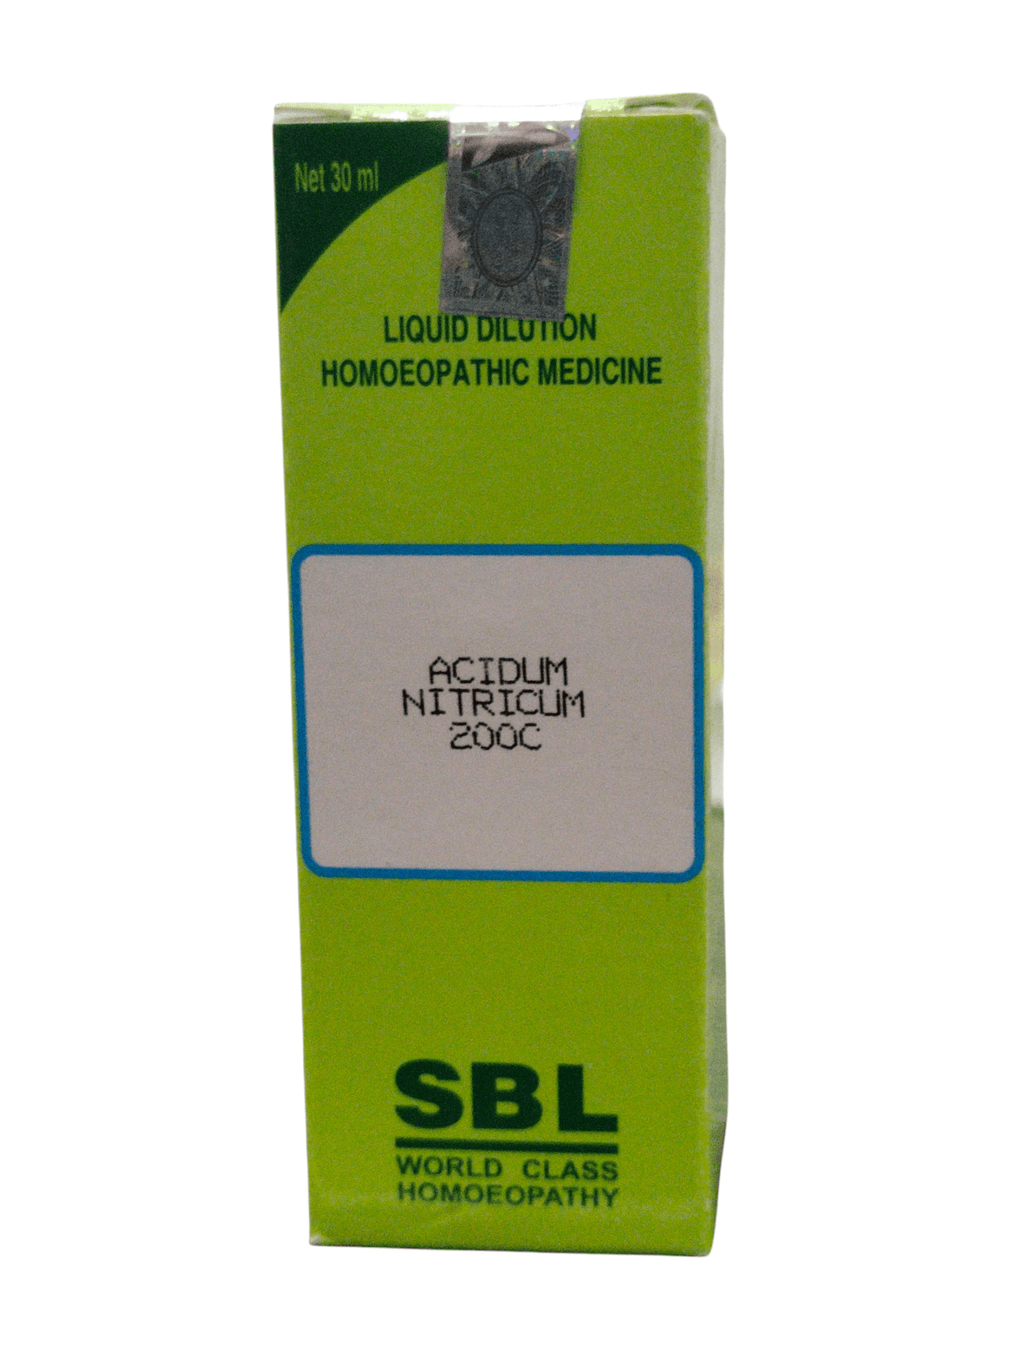 Net 30 ml
LIQUID DILUTION
HOMOEOPATHIC MEDICINE
ACIDUM
NITRICUM
200C
SBL
WORLD CLASS
HOMOEOPATHY